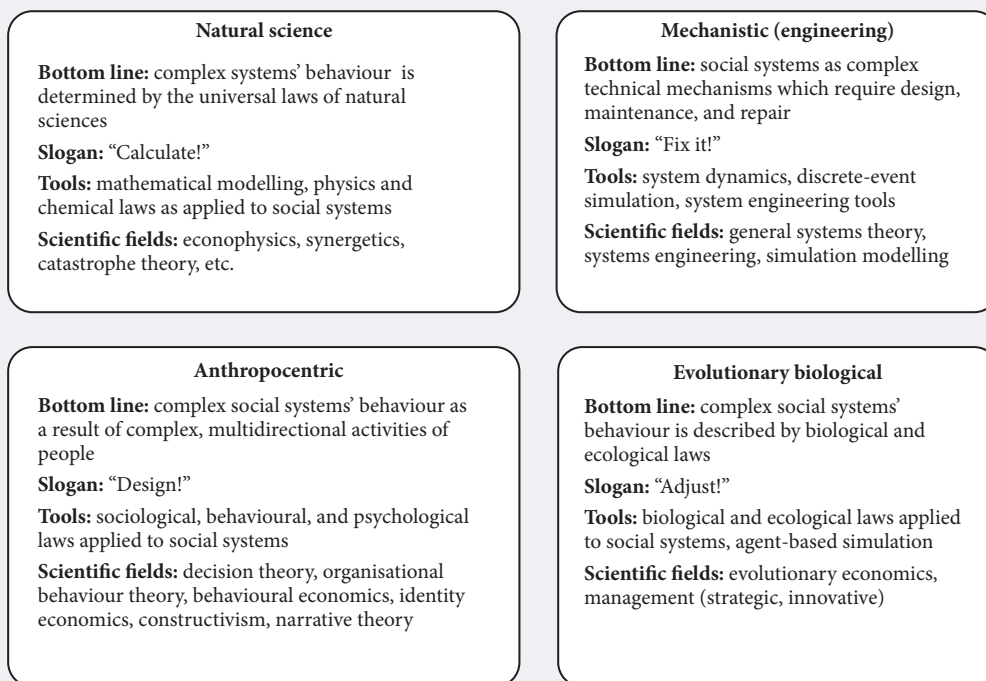 Natural science
Bottom line: complex systems’ behaviour is
determined by the universal laws of natural
sciences
Slogan: “Calculate!”
Tools: mathematical modelling, physics and
chemical laws as applied to social systems
Scientific fields: econophysics, synergetics,
catastrophe theory, etc.
Mechanistic (engineering)
Bottom line: social systems as complex
technical mechanisms which require design,
maintenance, and repair
Slogan: “Fix it!”
Tools: system dynamics, discrete-event
simulation, system engineering tools
Scientific fields: general systems theory,
systems engineering, simulation modelling
Anthropocentric
Bottom line: complex social systems’ behaviour as
a result of complex, multidirectional activities of
people
Slogan: “Design!”
Tools: sociological, behavioural, and psychological
laws applied to social systems
Scientific fields: decision theory, organisational
behaviour theory, behavioural economics, identity
economics, constructivism, narrative theory
Evolutionary biological
Bottom line: complex social systems’
behaviour is described by biological and
ecological laws
Slogan: “Adjust!”
Tools: biological and ecological laws applied
to social systems, agent-based simulation
Scientific fields: evolutionary economics,
management (strategic, innovative)